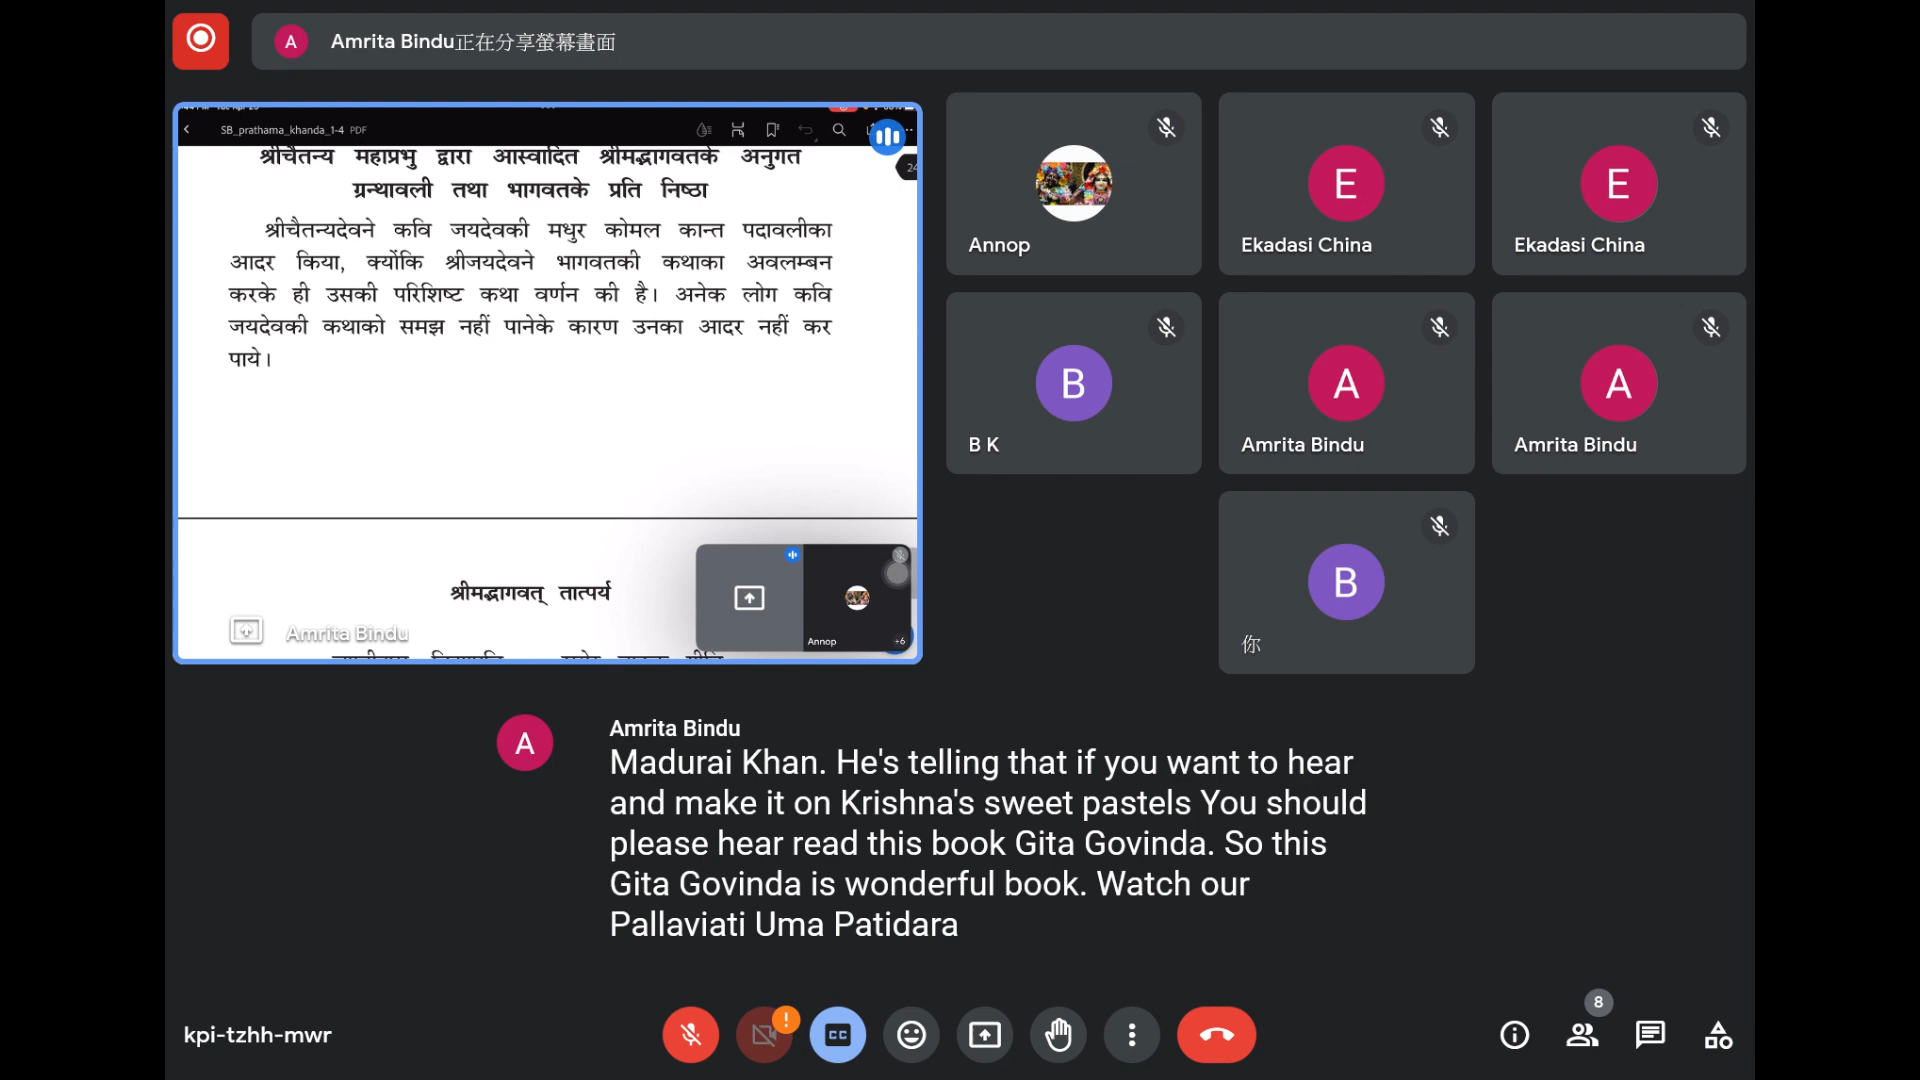 A
Amrita Bindu正在分享螢幕畫面
SB_prathama_khanda_1-4 PDF
24
श्रीचैतन्य महाप्रभु द्वारा आस्वादित श्रीमद्भागवतके अनुगत
ग्रन्थावली तथा भागवतके प्रति निष्ठा
श्रीचैतन्यदेवने कवि जयदेवकी मधुर कोमल कान्त पदावलीका
आदर किया, क्योंकि श्रीजयदेवने भागवतकी कथाका अवलम्बन
करके ही उसकी परिशिष्ट कथा वर्णन की है। अनेक लोग कवि
जयदेवकी कथाको समझ नहीं पानेके कारण उनका आदर नहीं कर
पाये।
श्रीमद्भागवत् तात्पर्य
Annop
+6
Amrita Bindu
Annop
E
Ekadasi China
E
Ekadasi China
B
B K
A
Amrita Bindu
A
Amrita Bindu
B
你
A
Amrita Bindu
Madurai Khan. He's telling that if you want to hear
and make it on Krishna's sweet pastels You should
please hear read this book Gita Govinda. So this
Gita Govinda is wonderful book. Watch our
Pallaviati Uma Patidara
kpi-tzhh-mwr
!
CC
8